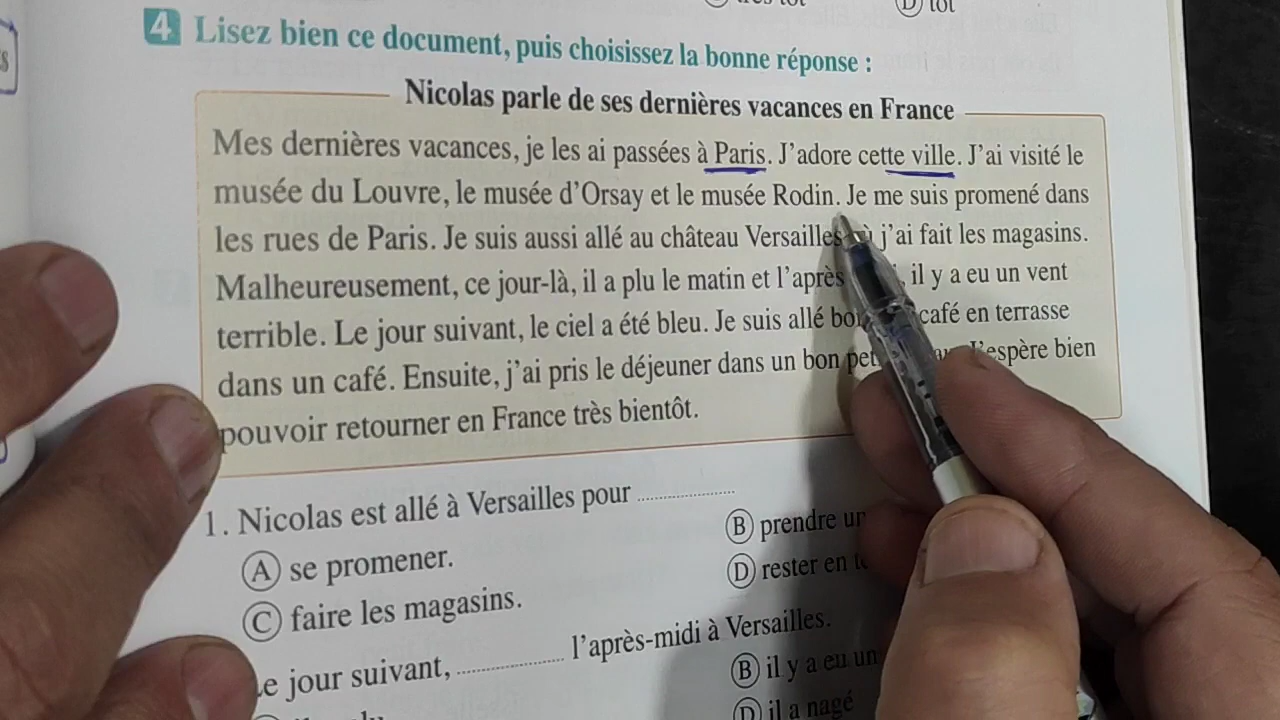 D tôt
4 Lisez bien ce document, puis choisissez la bonne réponse :
Nicolas parle de ses dernières vacances en France
Mes dernières vacances, je les ai passées à Paris. J'adore cette ville. J'ai visité le
musée du Louvre, le musée d'Orsay et le musée Rodin. Je me suis promené dans
les rues de Paris. Je suis aussi allé au château Versailles j'ai fait les magasins.
Malheureusement, ce jour-là, il a plu le matin et l'après il y a eu un vent
terrible. Le jour suivant, le ciel a été bleu. Je suis allé café en terrasse
dans un café. Ensuite, j'ai pris le déjeuner dans un bon J'espère bien
pouvoir retourner en France très bientôt.
1. Nicolas est allé à Versailles pour ....................
A se promener.
B prendre
C faire les magasins.
D rester en
jour suivant, .................... l'après-midi à Versailles.
B il y a eu un
D il a nagé